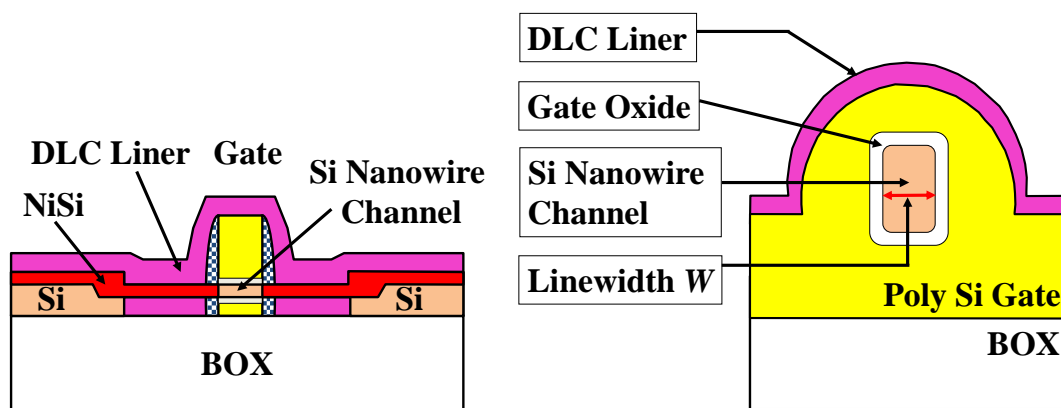 DLC Liner
Gate
Si Nanowire
Channel
NiSi
Si
Si
BOX
DLC Liner
Gate Oxide
Si Nanowire
Channel
Linewidth W
Poly Si Gate
BOX